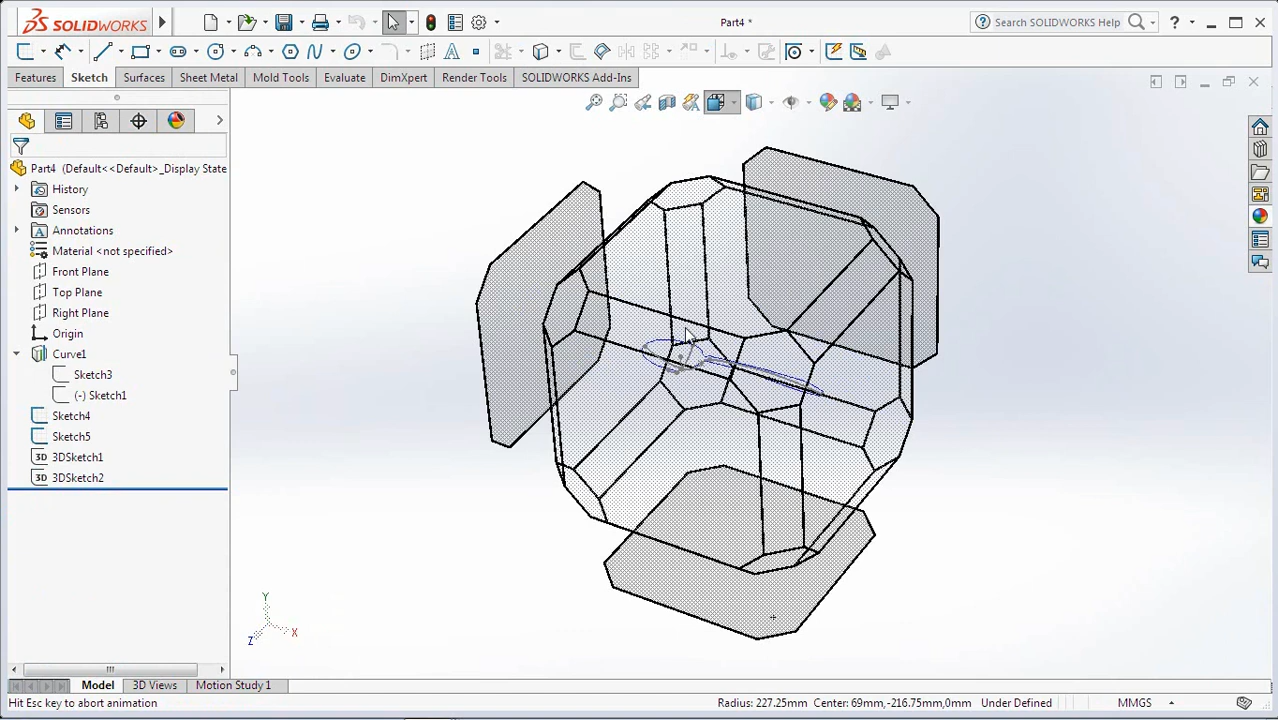 SOLIDWORKS
Part4 *
Search SOLIDWORKS Help
Features
Sketch
Surfaces
Sheet Metal
Mold Tools
Evaluate
DimXpert
Render Tools
SOLIDWORKS Add-Ins
Part4 (Default<<Default>_Display State
History
Sensors
Annotations
Material <not specified>
Front Plane
Top Plane
Right Plane
Origin
Curve1
Sketch3
(-) Sketch1
Sketch4
Sketch5
3D 3DSketch1
3D 3DSketch2
Y
X
Z
Model
3D Views
Motion Study 1
Hit Esc key to abort animation
Radius: 227.25mm Center: 69mm,-216.75mm,0mm
Under Defined
MMGS